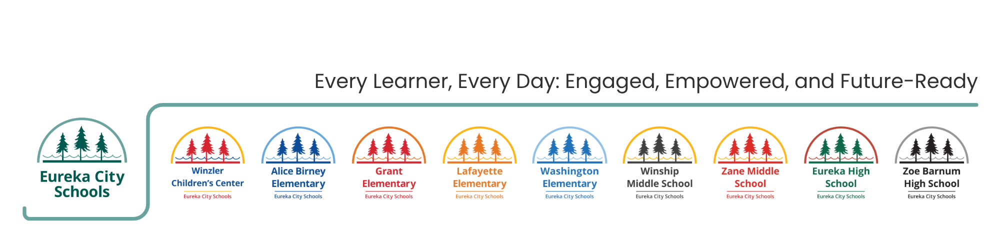 Every Learner, Every Day: Engaged, Empowered, and Future-Ready
Eureka City
Schools
Winzler
Children's Center
Eureka City Schools
Alice Birney
Elementary
Eureka City Schools
Grant
Elementary
Eureka City Schools
Lafayette
Elementary
Eureka City Schools
Washington
Elementary
Eureka City Schools
Winship
Middle School
Eureka City Schools
Zane Middle
School
Eureka City Schools
Eureka High
School
Eureka City Schools
Zoe Barnum
High School
Eureka City Schools